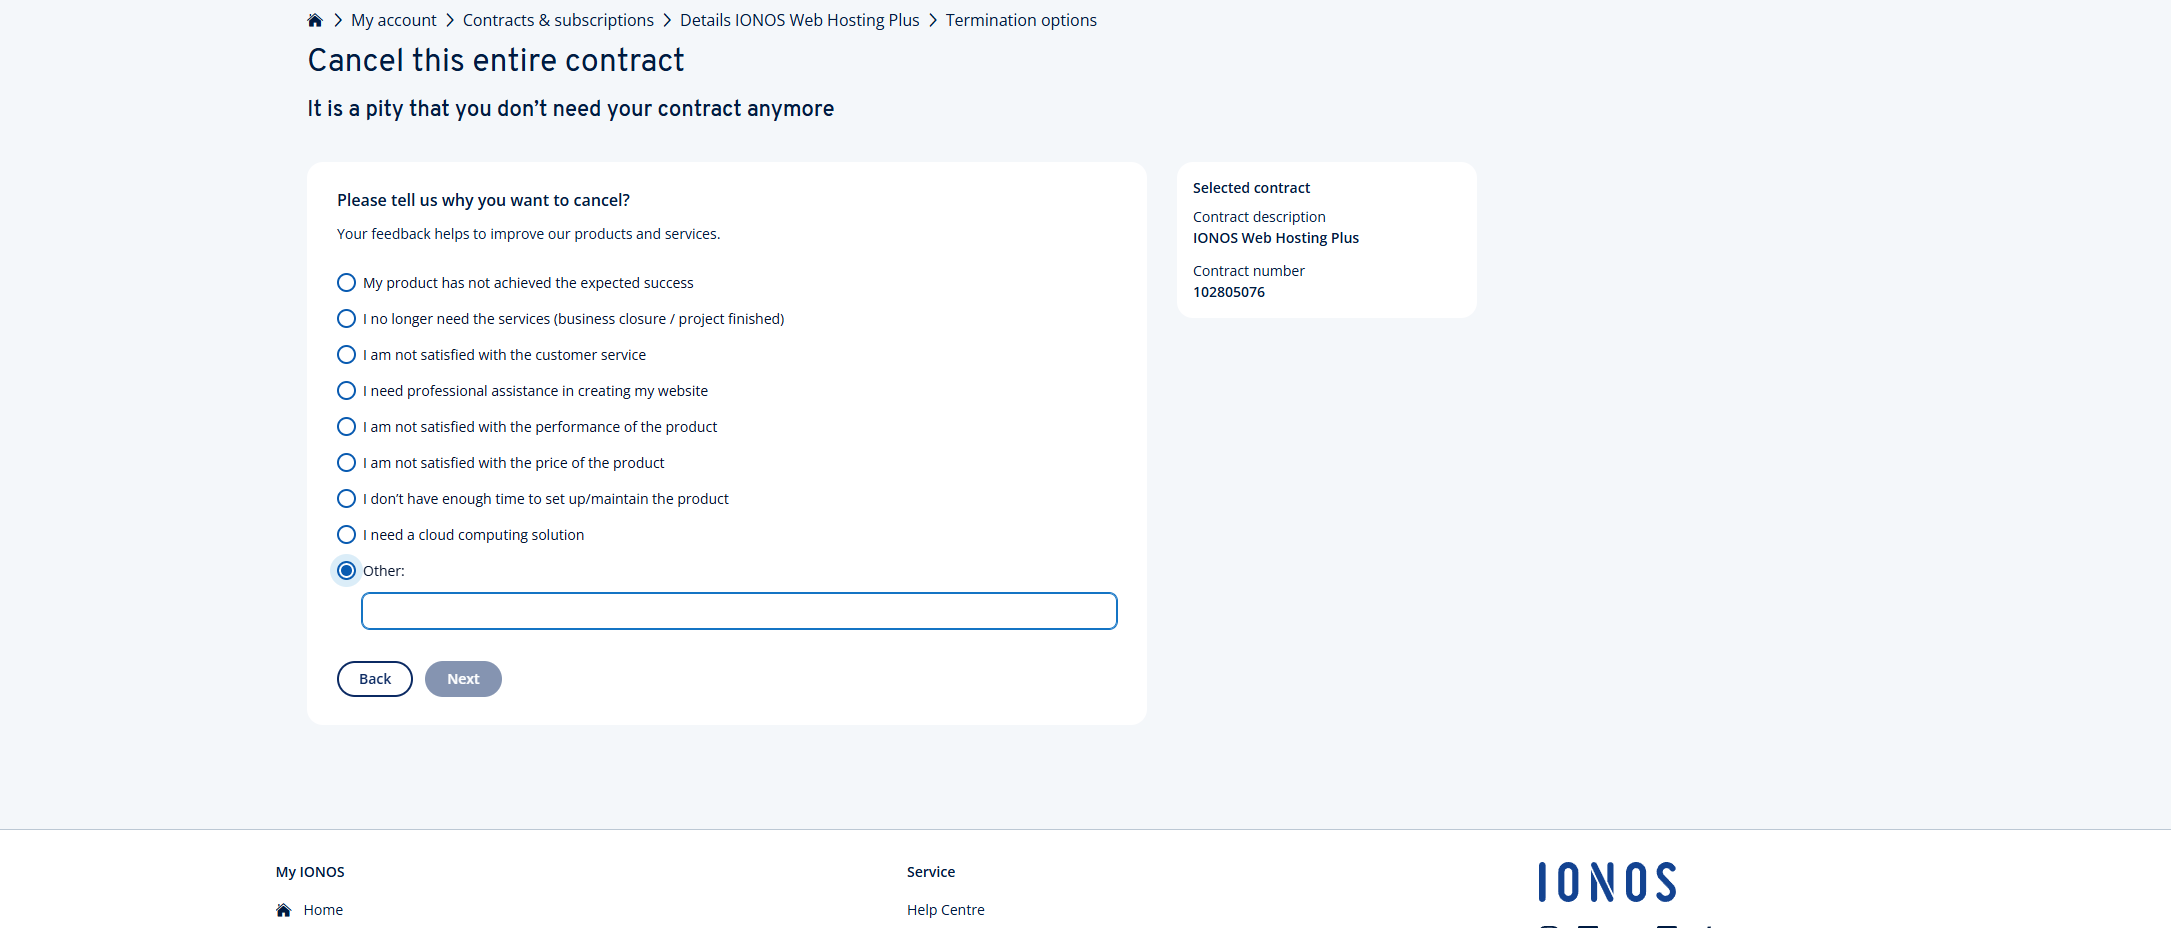 My account > Contracts & subscriptions > Details IONOS Web Hosting Plus > Termination options
Cancel this entire contract
It is a pity that you don’t need your contract anymore
Please tell us why you want to cancel?
Your feedback helps to improve our products and services.
My product has not achieved the expected success
I no longer need the services (business closure / project finished)
I am not satisfied with the customer service
I need professional assistance in creating my website
I am not satisfied with the performance of the product
I am not satisfied with the price of the product
I don’t have enough time to set up/maintain the product
I need a cloud computing solution
Other:
Back
Next
Selected contract
Contract description
IONOS Web Hosting Plus
Contract number
102805076
My IONOS
Home
Service
Help Centre
IONOS